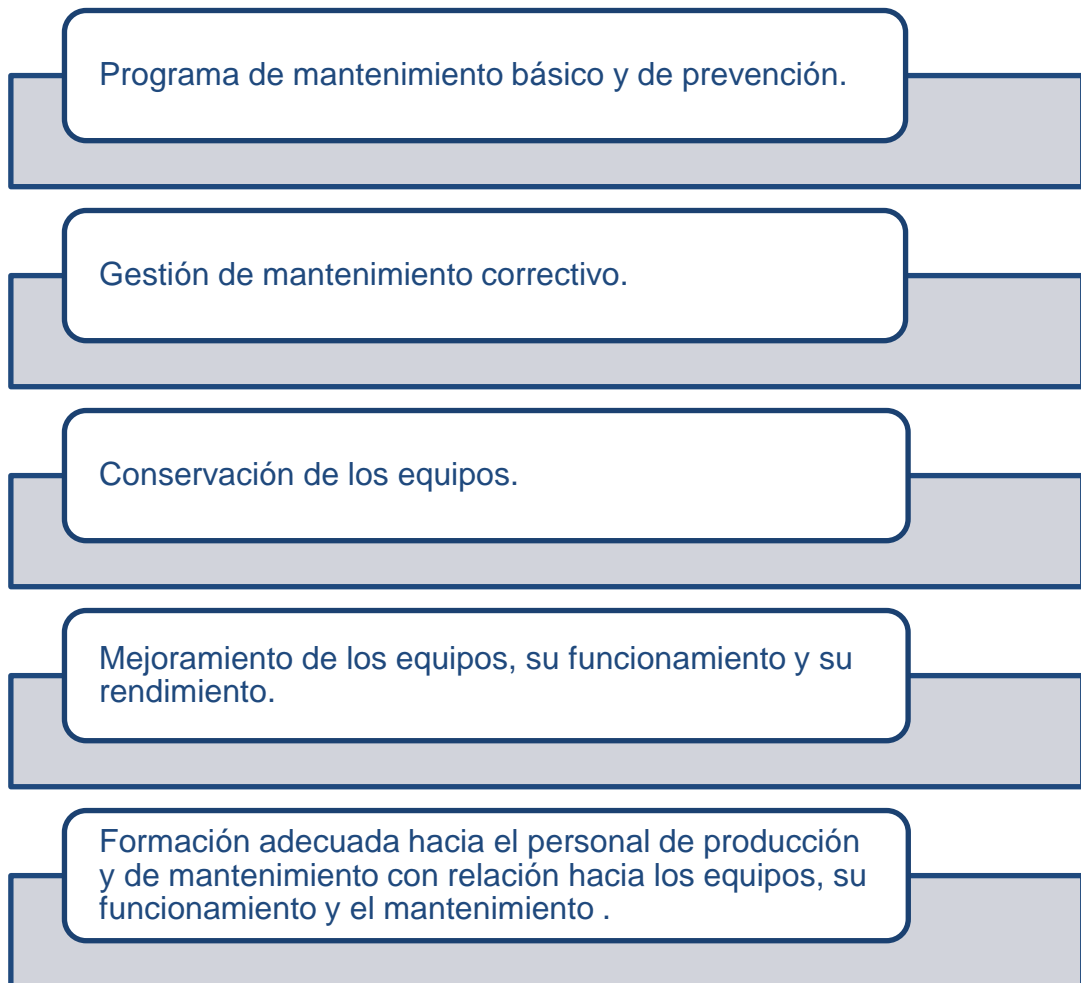 Programa de mantenimiento básico y de prevención.
Gestión de mantenimiento correctivo.
Conservación de los equipos.
Mejoramiento de los equipos, su funcionamiento y su
rendimiento.
Formación adecuada hacia el personal de producción
y de mantenimiento con relación hacia los equipos, su
funcionamiento y el mantenimiento .